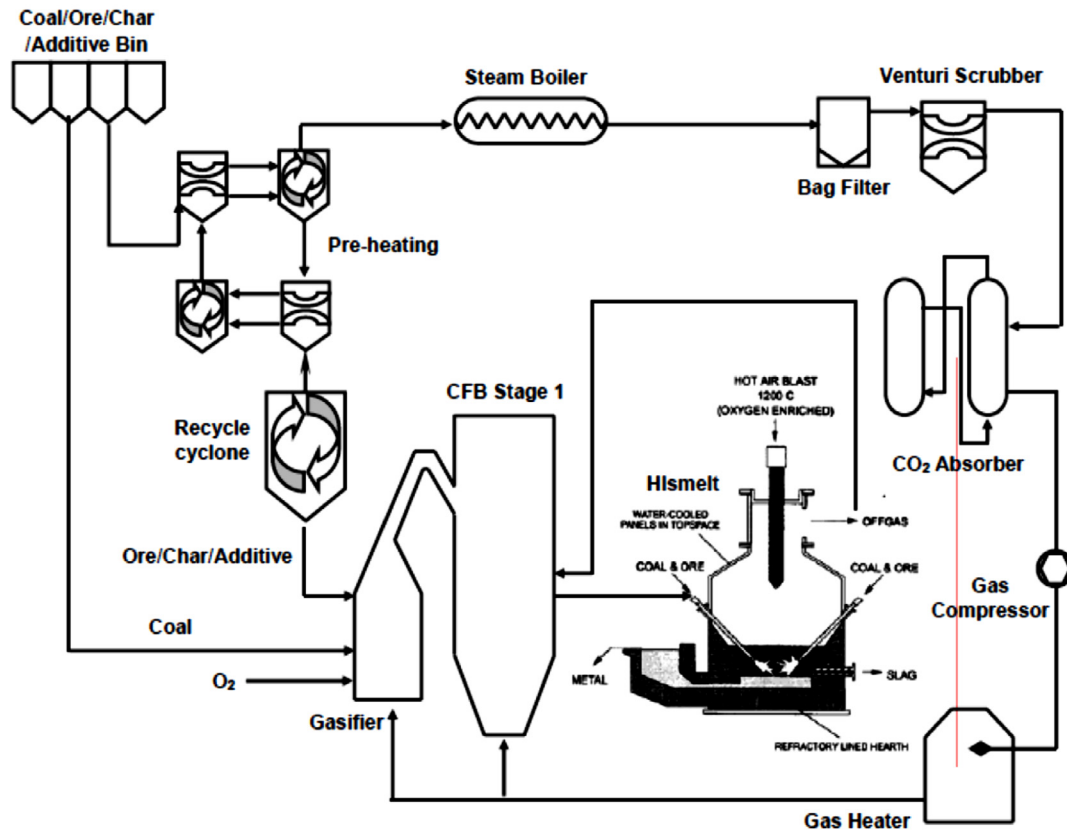 Coal/Ore/Char
/Additive Bin
Steam Boiler
Venturi Scrubber
Bag Filter
Pre-heating
CFB Stage 1
Recycle
cyclone
HOT AIR BLAST
1200 C
(OXYGEN ENRICHED)
CO₂ Absorber
HIsmelt
WATER-COOLED
PANELS IN TOPSPACE
OFFGAS
Ore/Char/Additive
COAL & ORE
COAL & ORE
Gas
Compressor
Coal
O₂
METAL
SLAG
Gasifier
REFRACTORY LINED HEARTH
Gas Heater